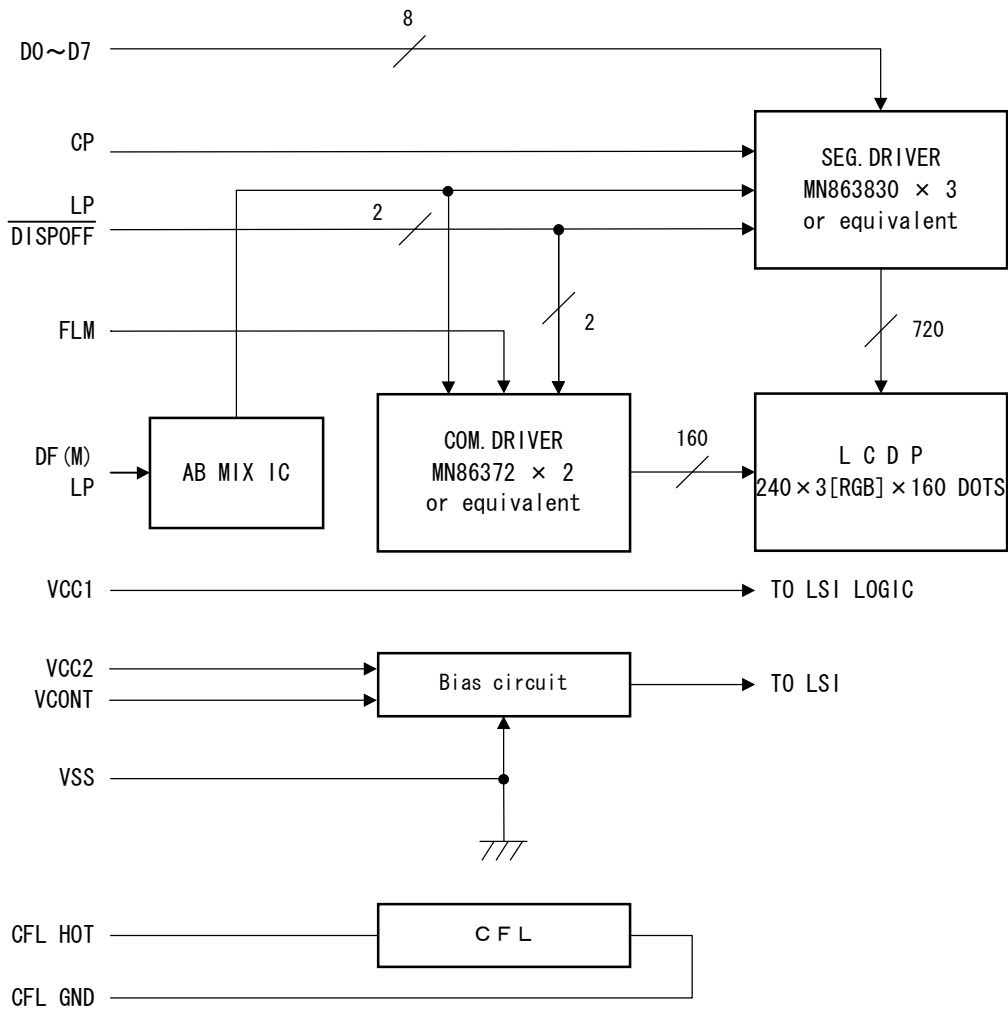 8
D0~D7
CP
SEG.DRIVER
MN863830 × 3
or equivalent
LP
DISPOFF
2
FLM
2
720
DF(M)
LP
AB MIX IC
COM.DRIVER
MN86372 × 2
or equivalent
160
L C D P
240×3[RGB]×160 DOTS
VCC1
TO LSI LOGIC
VCC2
VCONT
Bias circuit
TO LSI
VSS
CFL HOT
CFL
CFL GND